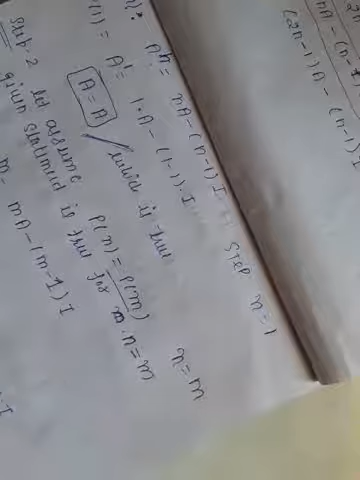 nA - (n-1)I
(2n-1)A - (n-1)I
Aⁿ = nA - (n-1)I STEP n=1
P(1) = A¹ = 1·A - (1-1)·I
A = A which is true
n = m
Step-2 let assume P(n) = P(m)
given statement is true for m. n = m
m = mA - (m-1)I